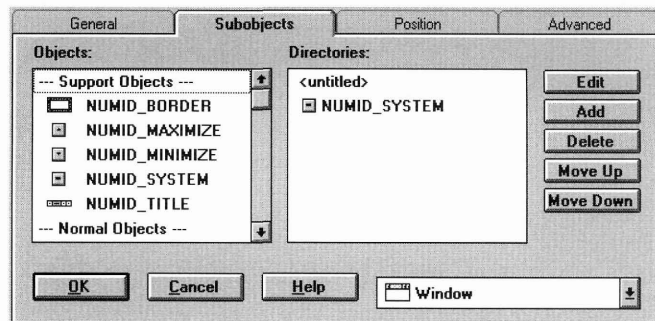 General
Subobjects
Position
Advanced
Objects:
--- Support Objects ---
NUMID_BORDER
NUMID_MAXIMIZE
NUMID_MINIMIZE
NUMID_SYSTEM
NUMID_TITLE
--- Normal Objects ---
Directories:
<untitled>
NUMID_SYSTEM
Edit
Add
Delete
Move Up
Move Down
OK
Cancel
Help
Window